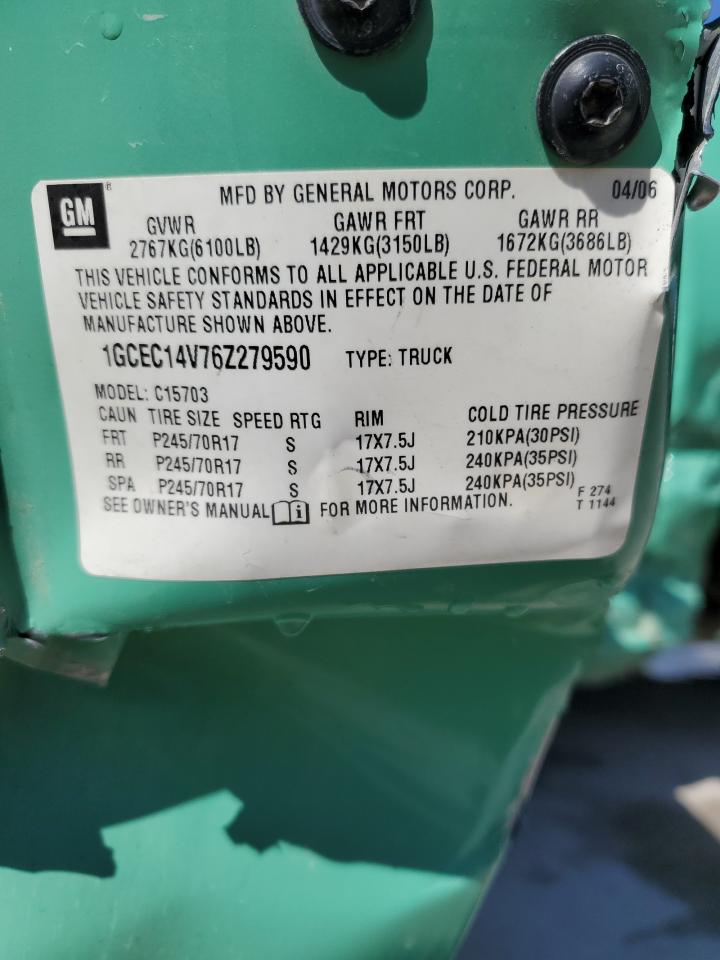 GM® MFD BY GENERAL MOTORS CORP. 04/06
GVWR GAWR FRT GAWR RR
2767KG(6100LB) 1429KG(3150LB) 1672KG(3686LB)
THIS VEHICLE CONFORMS TO ALL APPLICABLE U.S. FEDERAL MOTOR
VEHICLE SAFETY STANDARDS IN EFFECT ON THE DATE OF
MANUFACTURE SHOWN ABOVE.
1GCEC14V76Z279590 TYPE: TRUCK
MODEL: C15703
CAUN TIRE SIZE SPEED RTG RIM COLD TIRE PRESSURE
FRT P245/70R17 S 17X7.5J 210KPA(30PSI)
RR P245/70R17 S 17X7.5J 240KPA(35PSI)
SPA P245/70R17 S 17X7.5J 240KPA(35PSI)
SEE OWNER'S MANUAL i FOR MORE INFORMATION.
F 274
T 1144